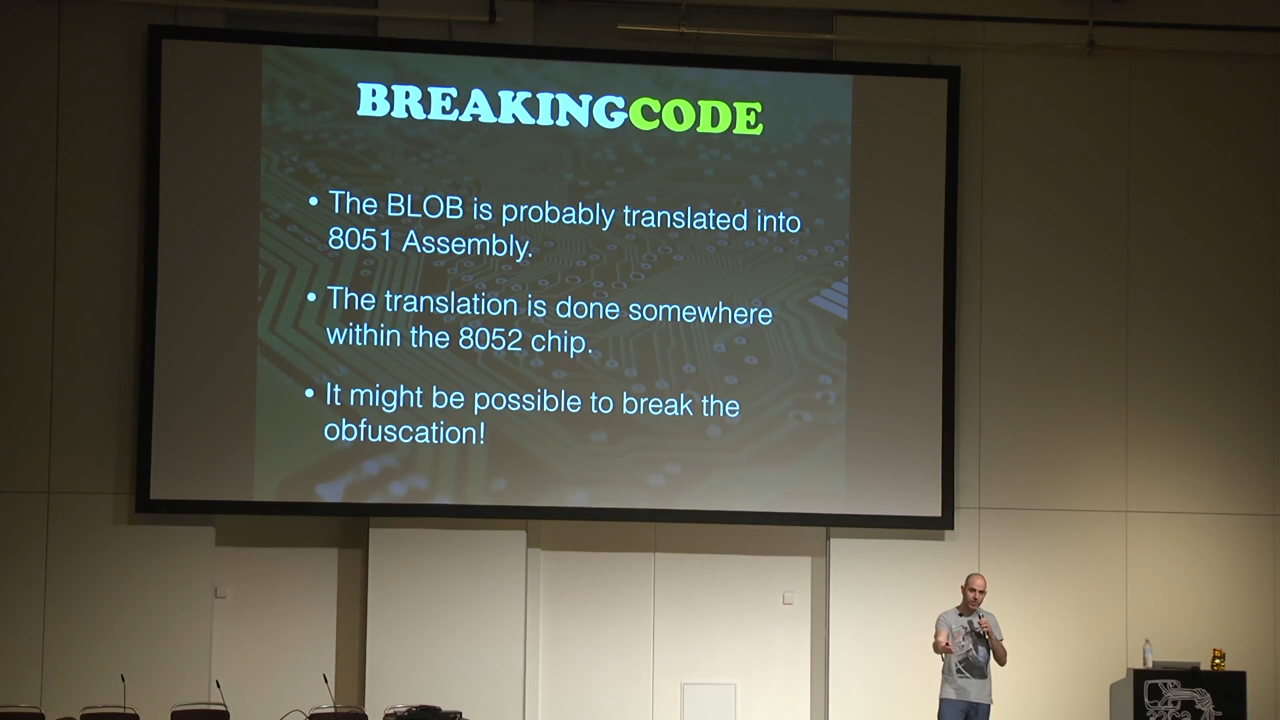 BREAKINGCODE
• The BLOB is probably translated into
8051 Assembly.
• The translation is done somewhere
within the 8052 chip.
• It might be possible to break the
obfuscation!